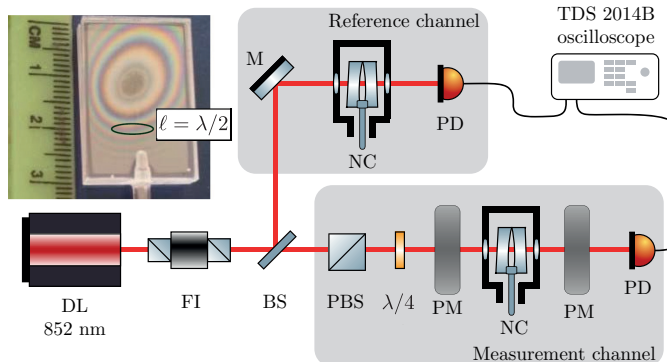 CM
1
2
3
ℓ = λ/2
Reference channel
M
NC
PD
TDS 2014B
oscilloscope
DL
852 nm
FI
BS
PBS
λ/4
PM
NC
PM
PD
Measurement channel